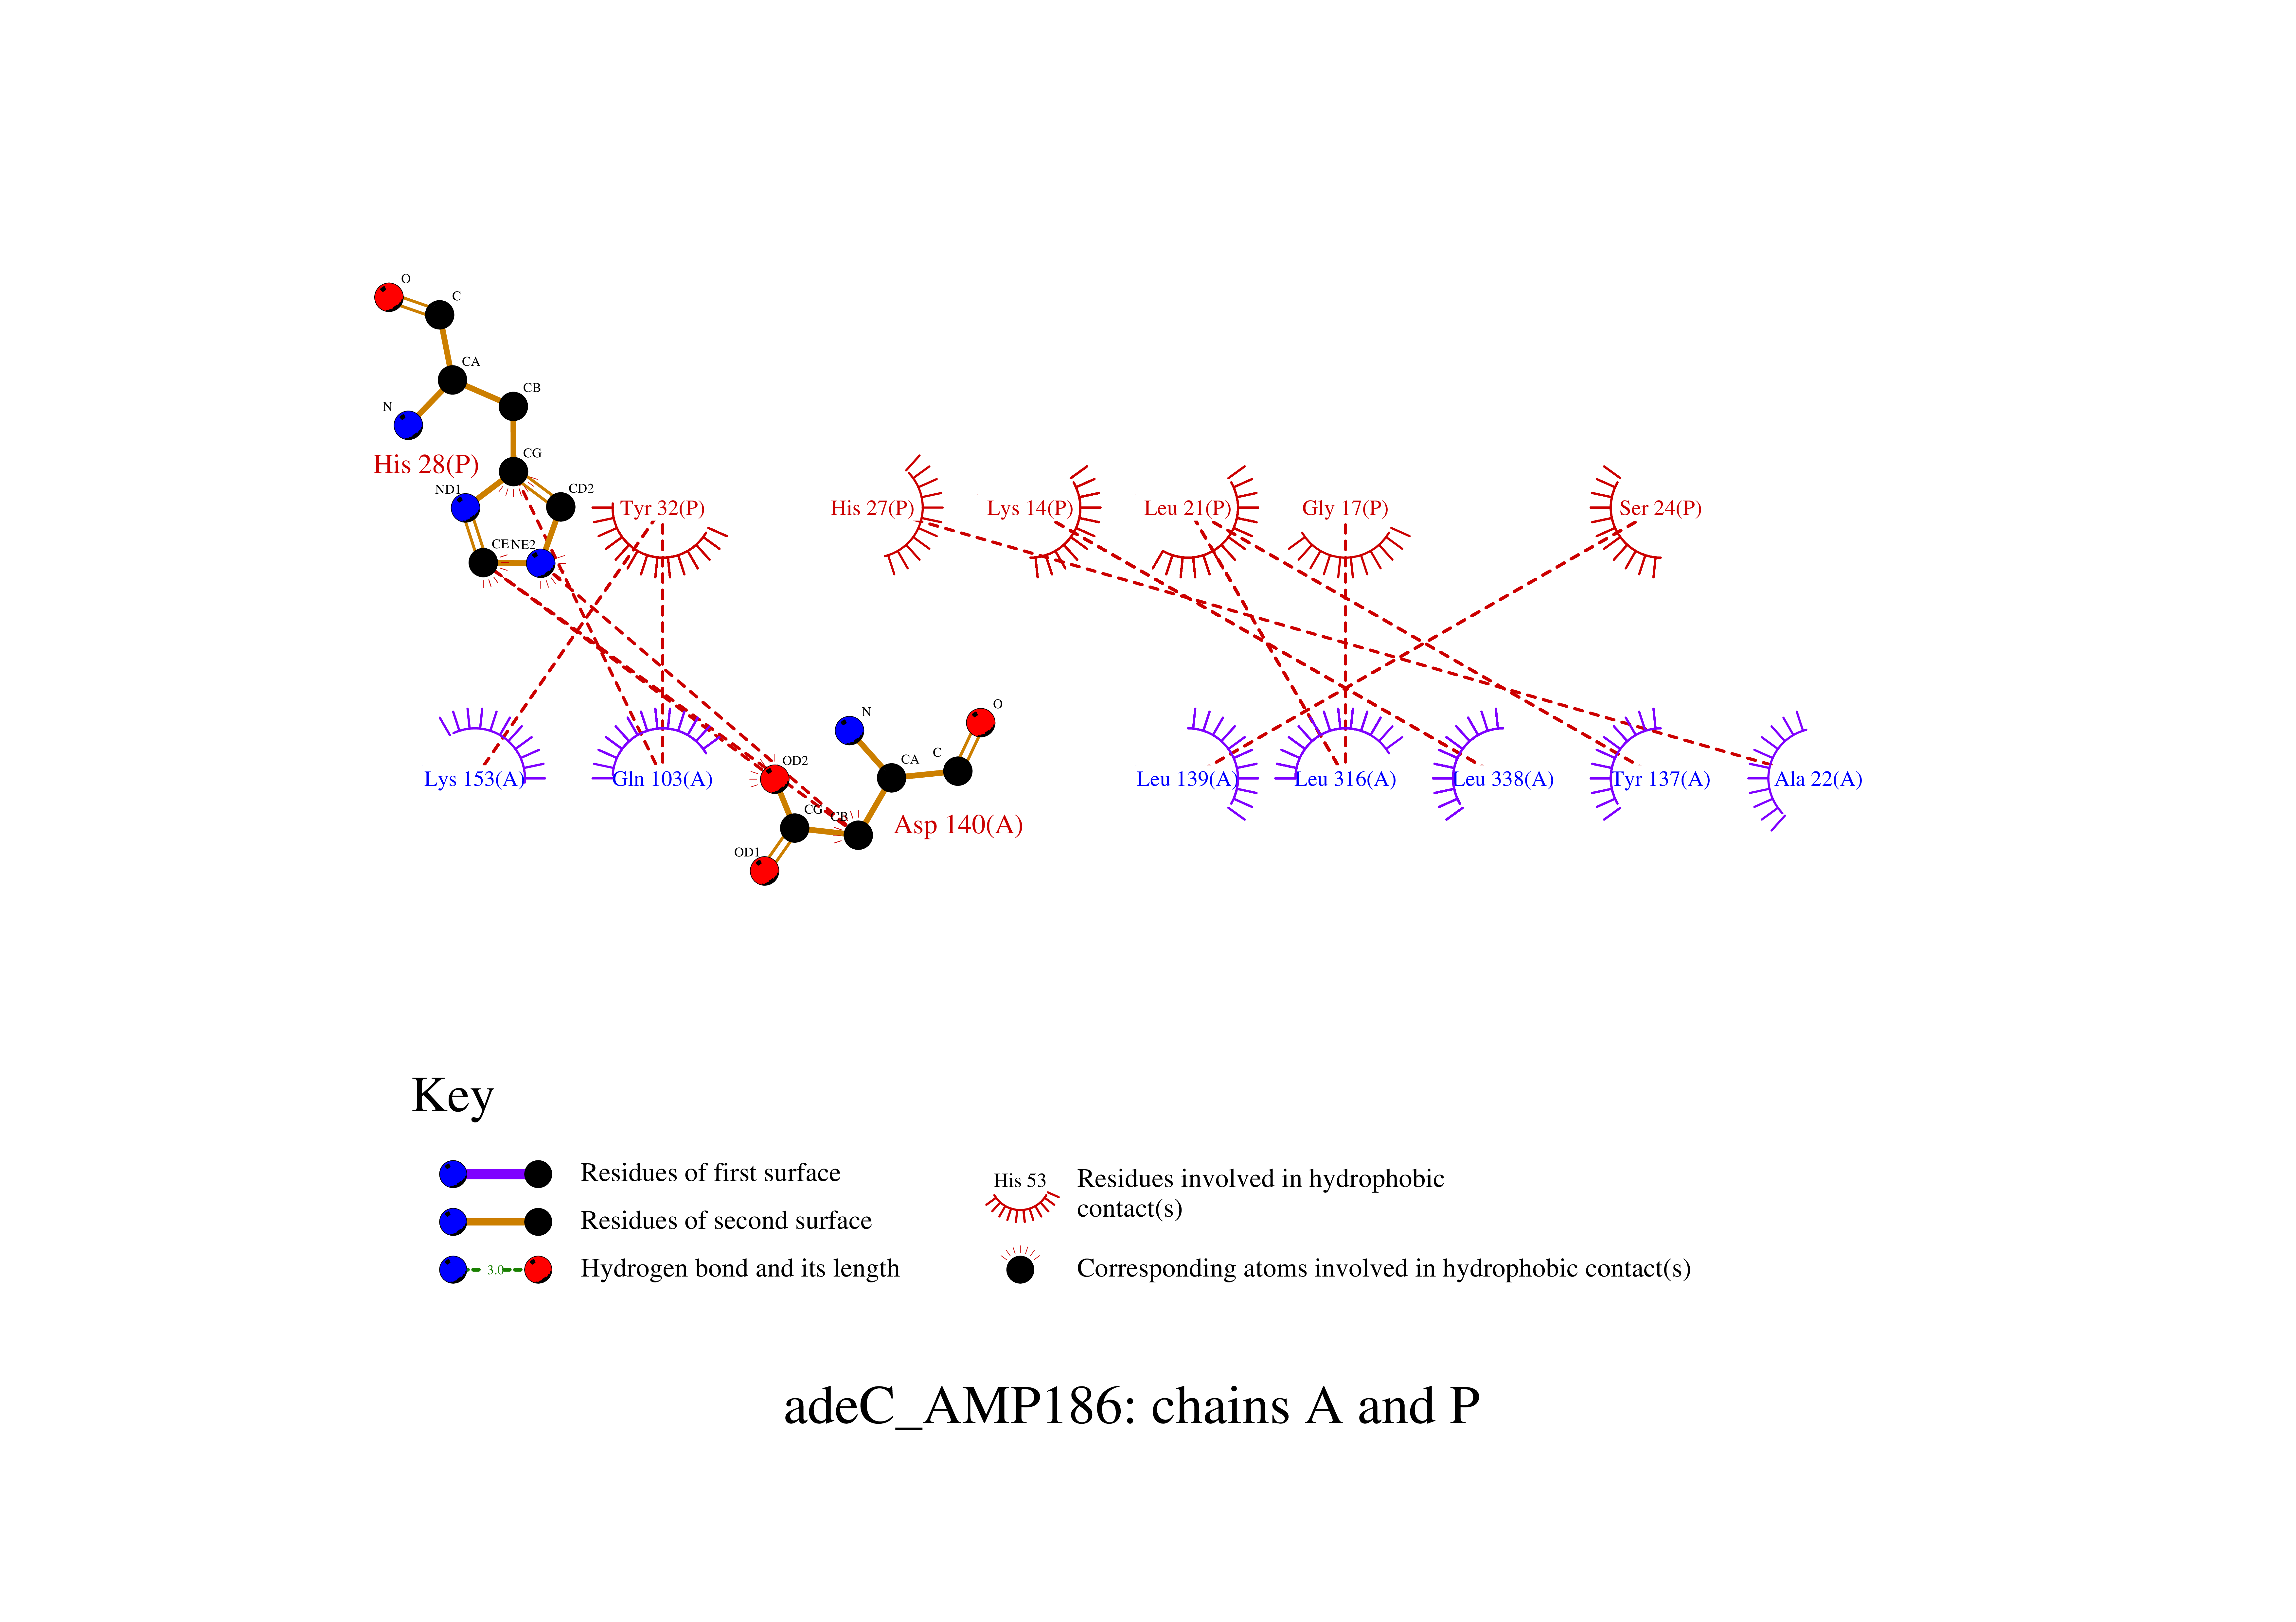 O
C
CA
CB
N
CG
His 28(P)
ND1
CD2
CE
NE2
Tyr 32(P)
His 27(P)
Lys 14(P)
Leu 21(P)
Gly 17(P)
Ser 24(P)
N
O
OD2
CA
C
Lys 153(A)
Gln 103(A)
Leu 139(A)
Leu 316(A)
Leu 338(A)
Tyr 137(A)
Ala 22(A)
CG
CB
Asp 140(A)
OD1
Key
Residues of first surface
Residues of second surface
3.0
Hydrogen bond and its length
His 53
Residues involved in hydrophobic
contact(s)
Corresponding atoms involved in hydrophobic contact(s)
adeC_AMP186: chains A and P